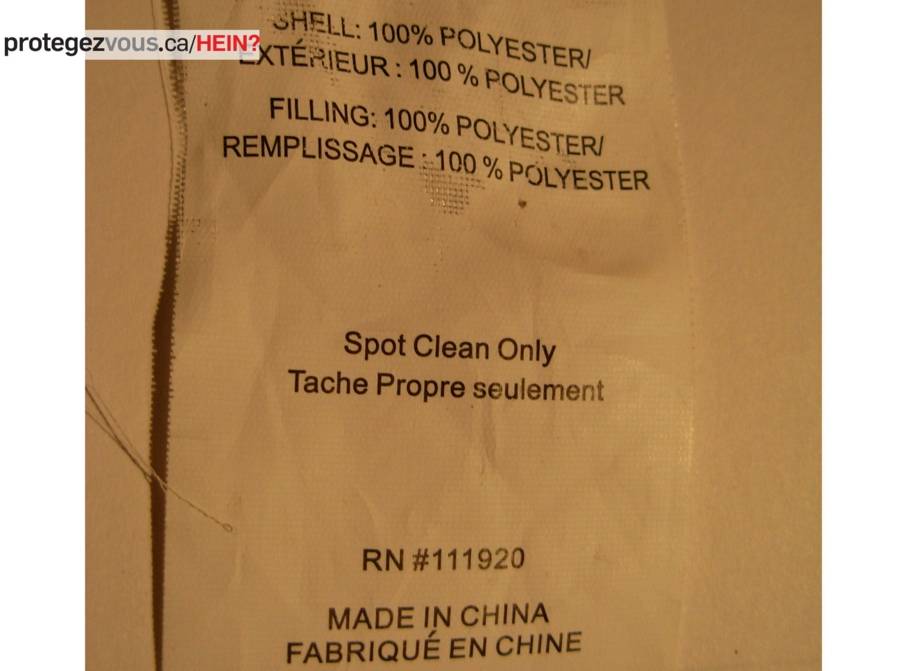 protegezvous.ca/HEIN?
SHELL: 100% POLYESTER/
EXTÉRIEUR : 100 % POLYESTER
FILLING: 100% POLYESTER/
REMPLISSAGE : 100 % POLYESTER
Spot Clean Only
Tache Propre seulement
RN #111920
MADE IN CHINA
FABRIQUÉ EN CHINE